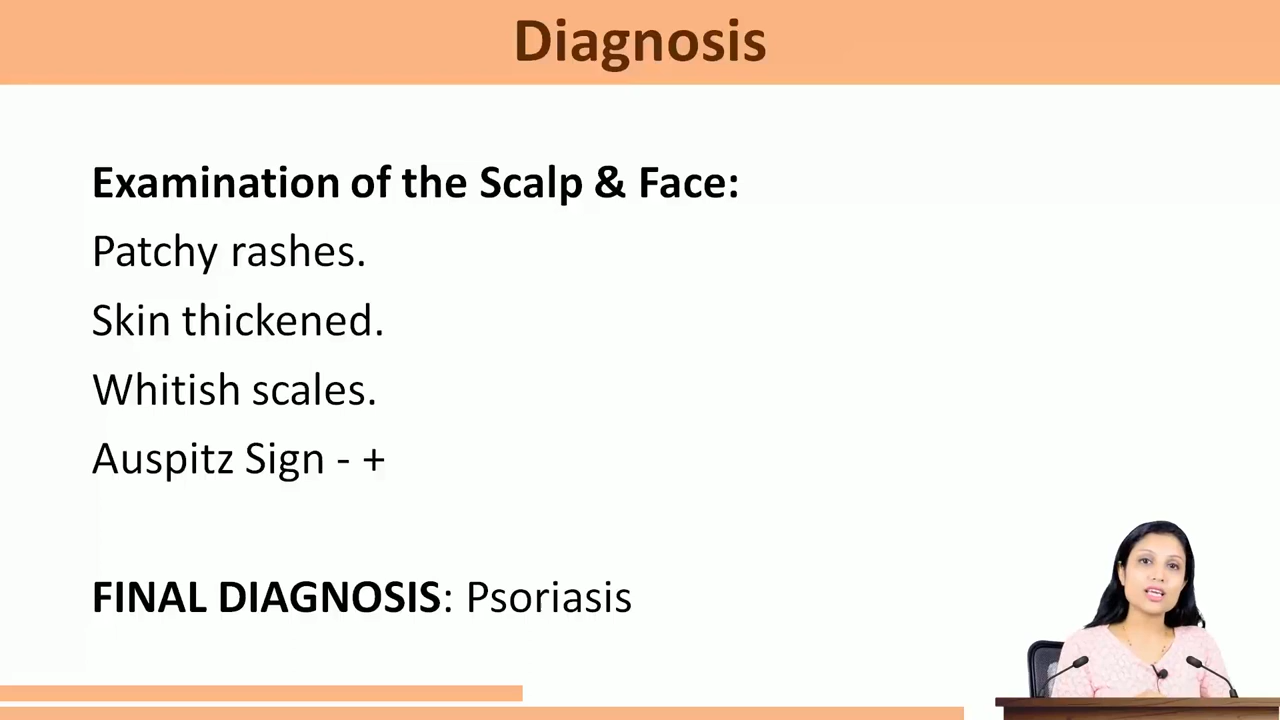 Diagnosis
Examination of the Scalp & Face:
Patchy rashes.
Skin thickened.
Whitish scales.
Auspitz Sign - +
FINAL DIAGNOSIS: Psoriasis